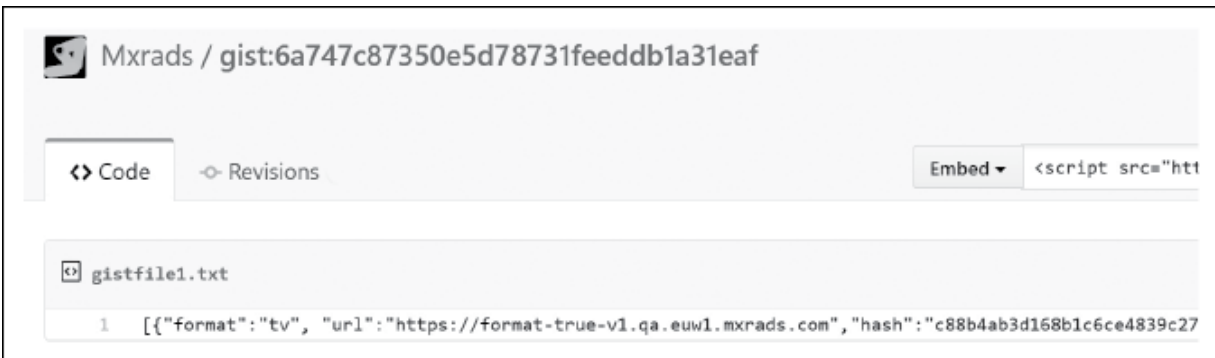 Mxrads / gist:6a747c87350e5d78731feeddb1a31eaf
<> Code Revisions Embed <script src="htt
gistfile1.txt
1 [{"format":"tv", "url":"https://format-true-v1.qa.euw1.mxrads.com","hash":"c88b4ab3d168b1c6ce4839c27